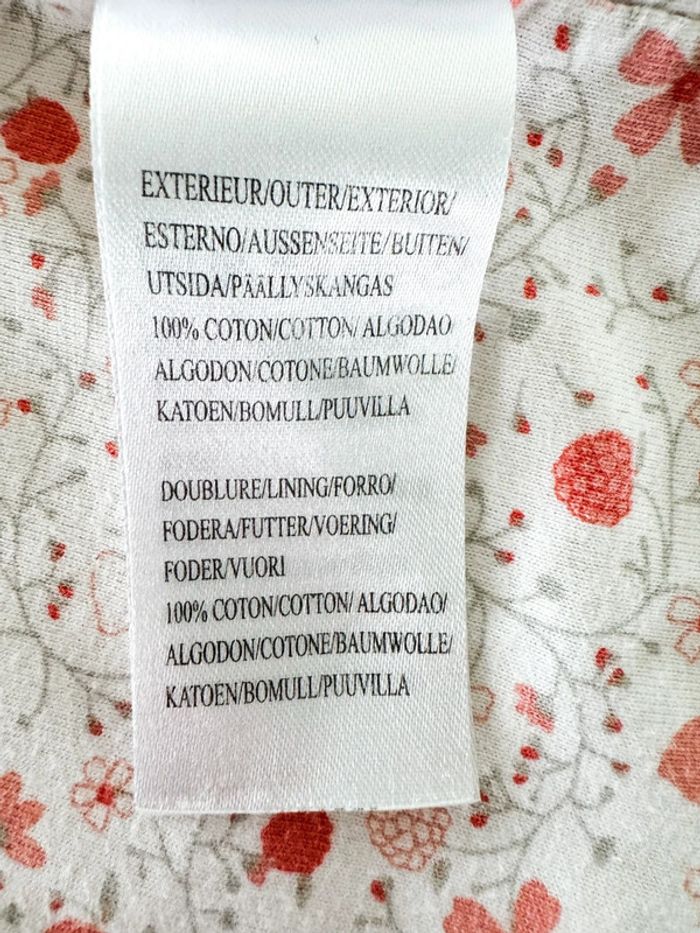 EXTERIEUR/OUTER/EXTERIOR/
ESTERNO/AUSSENSEITE/BUITEN/
UTSIDA/PÄÄLLYSKANGAS
100% COTON/COTTON/ ALGODAO
ALGODON/COTONE/BAUMWOLLE/
KATOEN/BOMULL/PUUVILLA
DOUBLURE/LINING/FORRO/
FODERA/FUTTER/VOERING/
FODER/VUORI
100% COTON/COTTON/ ALGODAO/
ALGODON/COTONE/BAUMWOLLE/
KATOEN/BOMULL/PUUVILLA